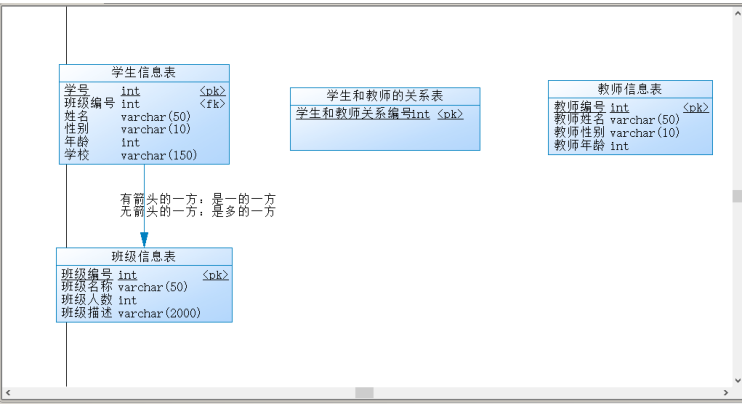 学生信息表
学号 int <pk>
班级编号 int <fk>
姓名 varchar(50)
性别 varchar(10)
年龄 int
学校 varchar(150)
有箭头的一方：是一的一方
无箭头的一方：是多的一方
班级信息表
班级编号 int <pk>
班级名称 varchar(50)
班级人数 int
班级描述 varchar(2000)
学生和教师的关系表
学生和教师关系编号int <pk>
教师信息表
教师编号 int <pk>
教师姓名 varchar(50)
教师性别 varchar(10)
教师年龄 int